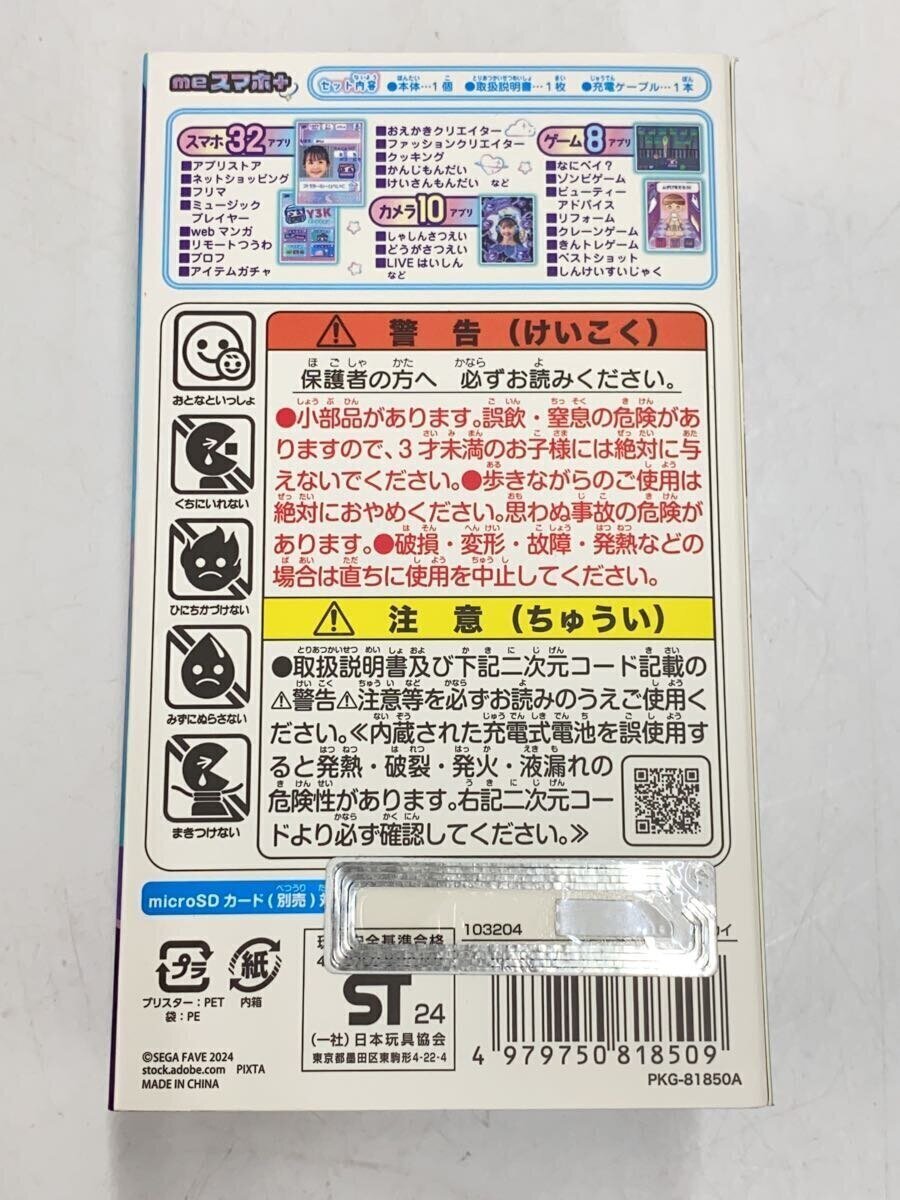 meスマホ+
セット内容 ●本体…1個 ●取扱説明書…1枚 ●充電ケーブル…1本
スマホ32アプリ
■アプリストア
■ネットショッピング
■フリマ
■ミュージック
プレイヤー
■webマンガ
■リモートつうわ
■プロフ
■アイテムガチャ
Y3K
■おえかきクリエイター
■ファッションクリエイター
■クッキング
■かんじもんだい
■けいさんもんだい など
カメラ10アプリ
■しゃしんさつえい
■どうがさつえい
■LIVEはいしん
など
ゲーム8アプリ
■なにペイ?
■ゾンビゲーム
■ビューティー
アドバイス
■リフォーム
■クレーンゲーム
■きんトレゲーム
■ベストショット
■しんけいすいじゃく
おとなといっしょ
くちにいれない
ひにちかづけない
みずにぬらさない
まきつけない
⚠ 警告(けいこく)
保護者の方へ 必ずお読みください。
●小部品があります。誤飲・窒息の危険があ
りますので、3才未満のお子様には絶対に与
えないでください。●歩きながらのご使用は
絶対におやめください。思わぬ事故の危険が
あります。●破損・変形・故障・発熱などの
場合は直ちに使用を中止してください。
⚠ 注意(ちゅうい)
●取扱説明書及び下記二次元コード記載の
⚠警告⚠注意等を必ずお読みのうえご使用く
ださい。≪内蔵された充電式電池を誤使用す
ると発熱・破裂・発火・液漏れの
危険性があります。右記二次元コー
ドより必ず確認してください。≫
microSDカード(別売)
103204
プラ
ブリスター:PET
袋:PE
紙
内箱
全基準合格
ST 24
(一社)日本玩具協会
東京都墨田区東駒形4-22-4
4 979750 818509
PKG-81850A
©SEGA FAVE 2024
stock.adobe.com PIXTA
MADE IN CHINA